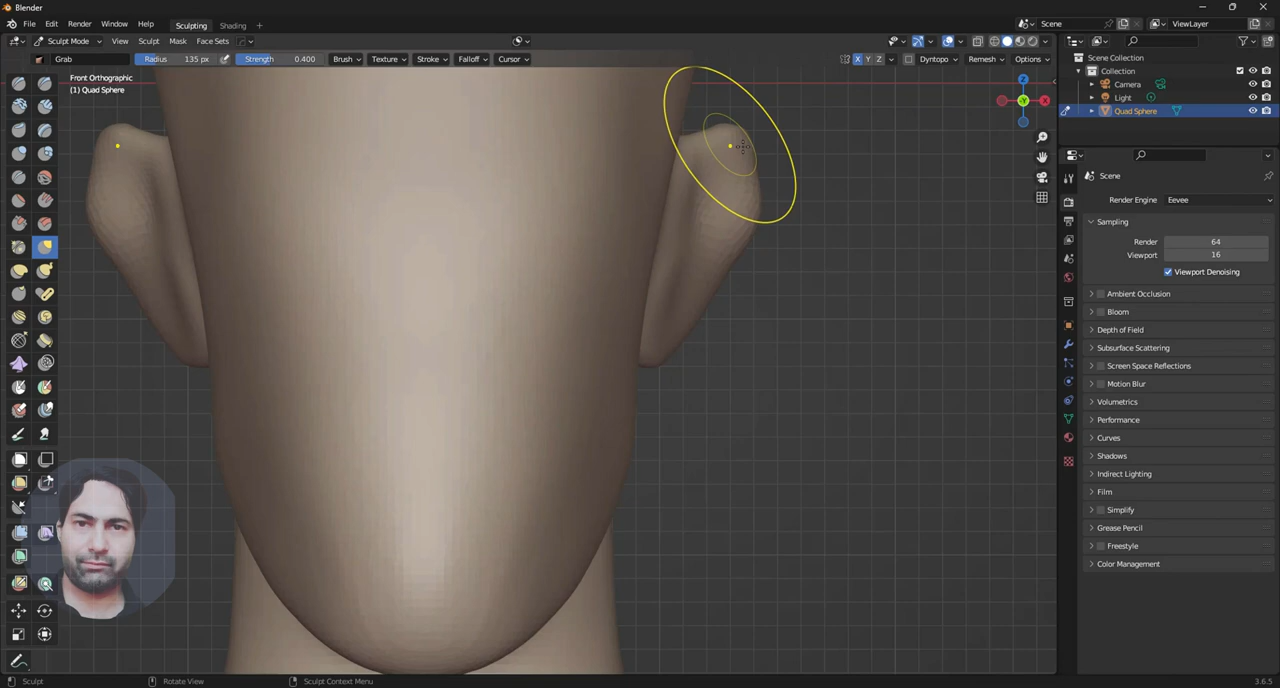 Blender
File Edit Render Window Help Sculpting Shading + Scene ViewLayer
Sculpt Mode View Sculpt Mask Face Sets X Y Z Dyntopo Remesh Options
Grab Radius 135 px Strength 0.400 Brush Texture Stroke Falloff Cursor
Front Orthographic
(1) Quad Sphere
Z
Y
X
Scene Collection
Collection
Camera
Light
Quad Sphere
Scene
Render Engine Eevee
Sampling
Render 64
Viewport 16
Viewport Denoising
Ambient Occlusion
Bloom
Depth of Field
Subsurface Scattering
Screen Space Reflections
Motion Blur
Volumetrics
Performance
Curves
Shadows
Indirect Lighting
Film
Simplify
Grease Pencil
Freestyle
Color Management
Sculpt Rotate View Sculpt Context Menu 3.6.5